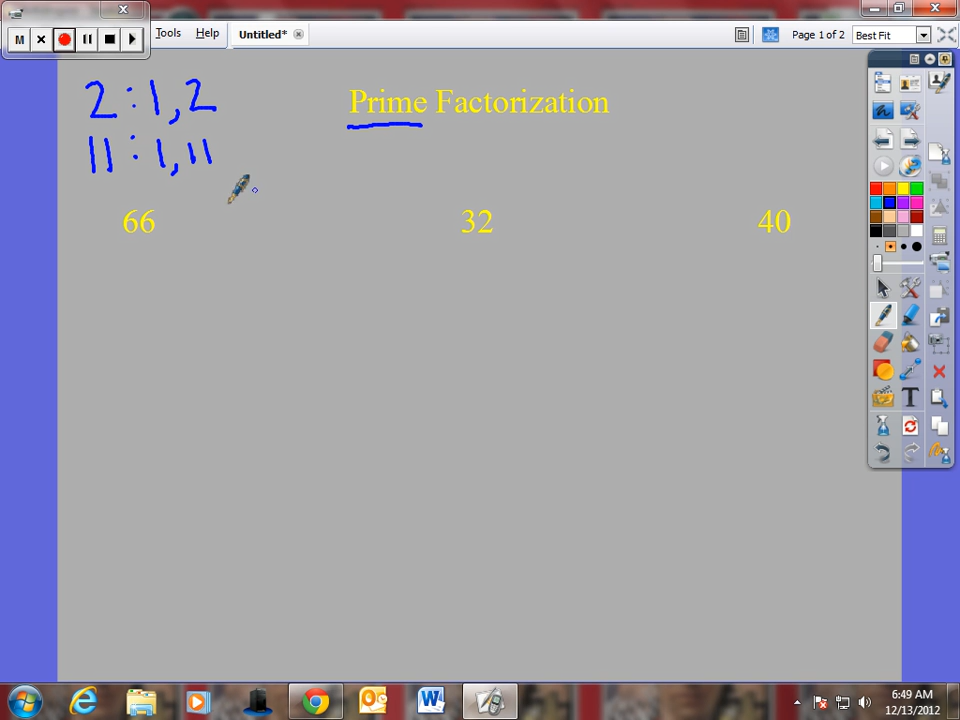 M
Tools Help Untitled* Page 1 of 2 Best Fit
2 : 1, 2
Prime Factorization
11 : 1, 11
66 32 40
T
W
6:49 AM
12/13/2012